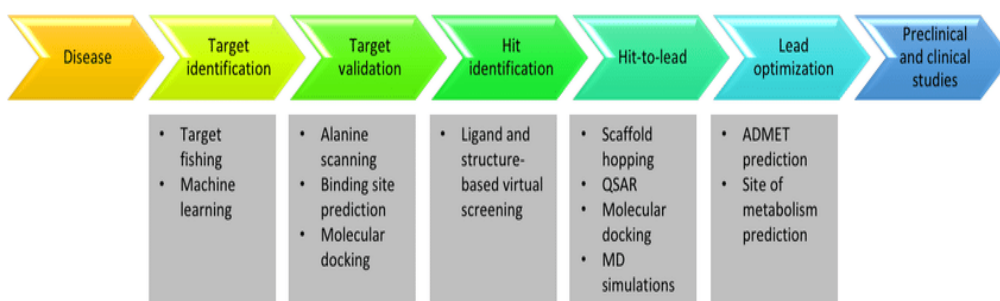 Disease
Target
identification
Target
validation
Hit
identification
Hit-to-lead
Lead
optimization
Preclinical
and clinical
studies
• Target
fishing
• Machine
learning
• Alanine
scanning
• Binding site
prediction
• Molecular
docking
• Ligand and
structure-
based virtual
screening
• Scaffold
hopping
• QSAR
• Molecular
docking
• MD
simulations
• ADMET
prediction
• Site of
metabolism
prediction